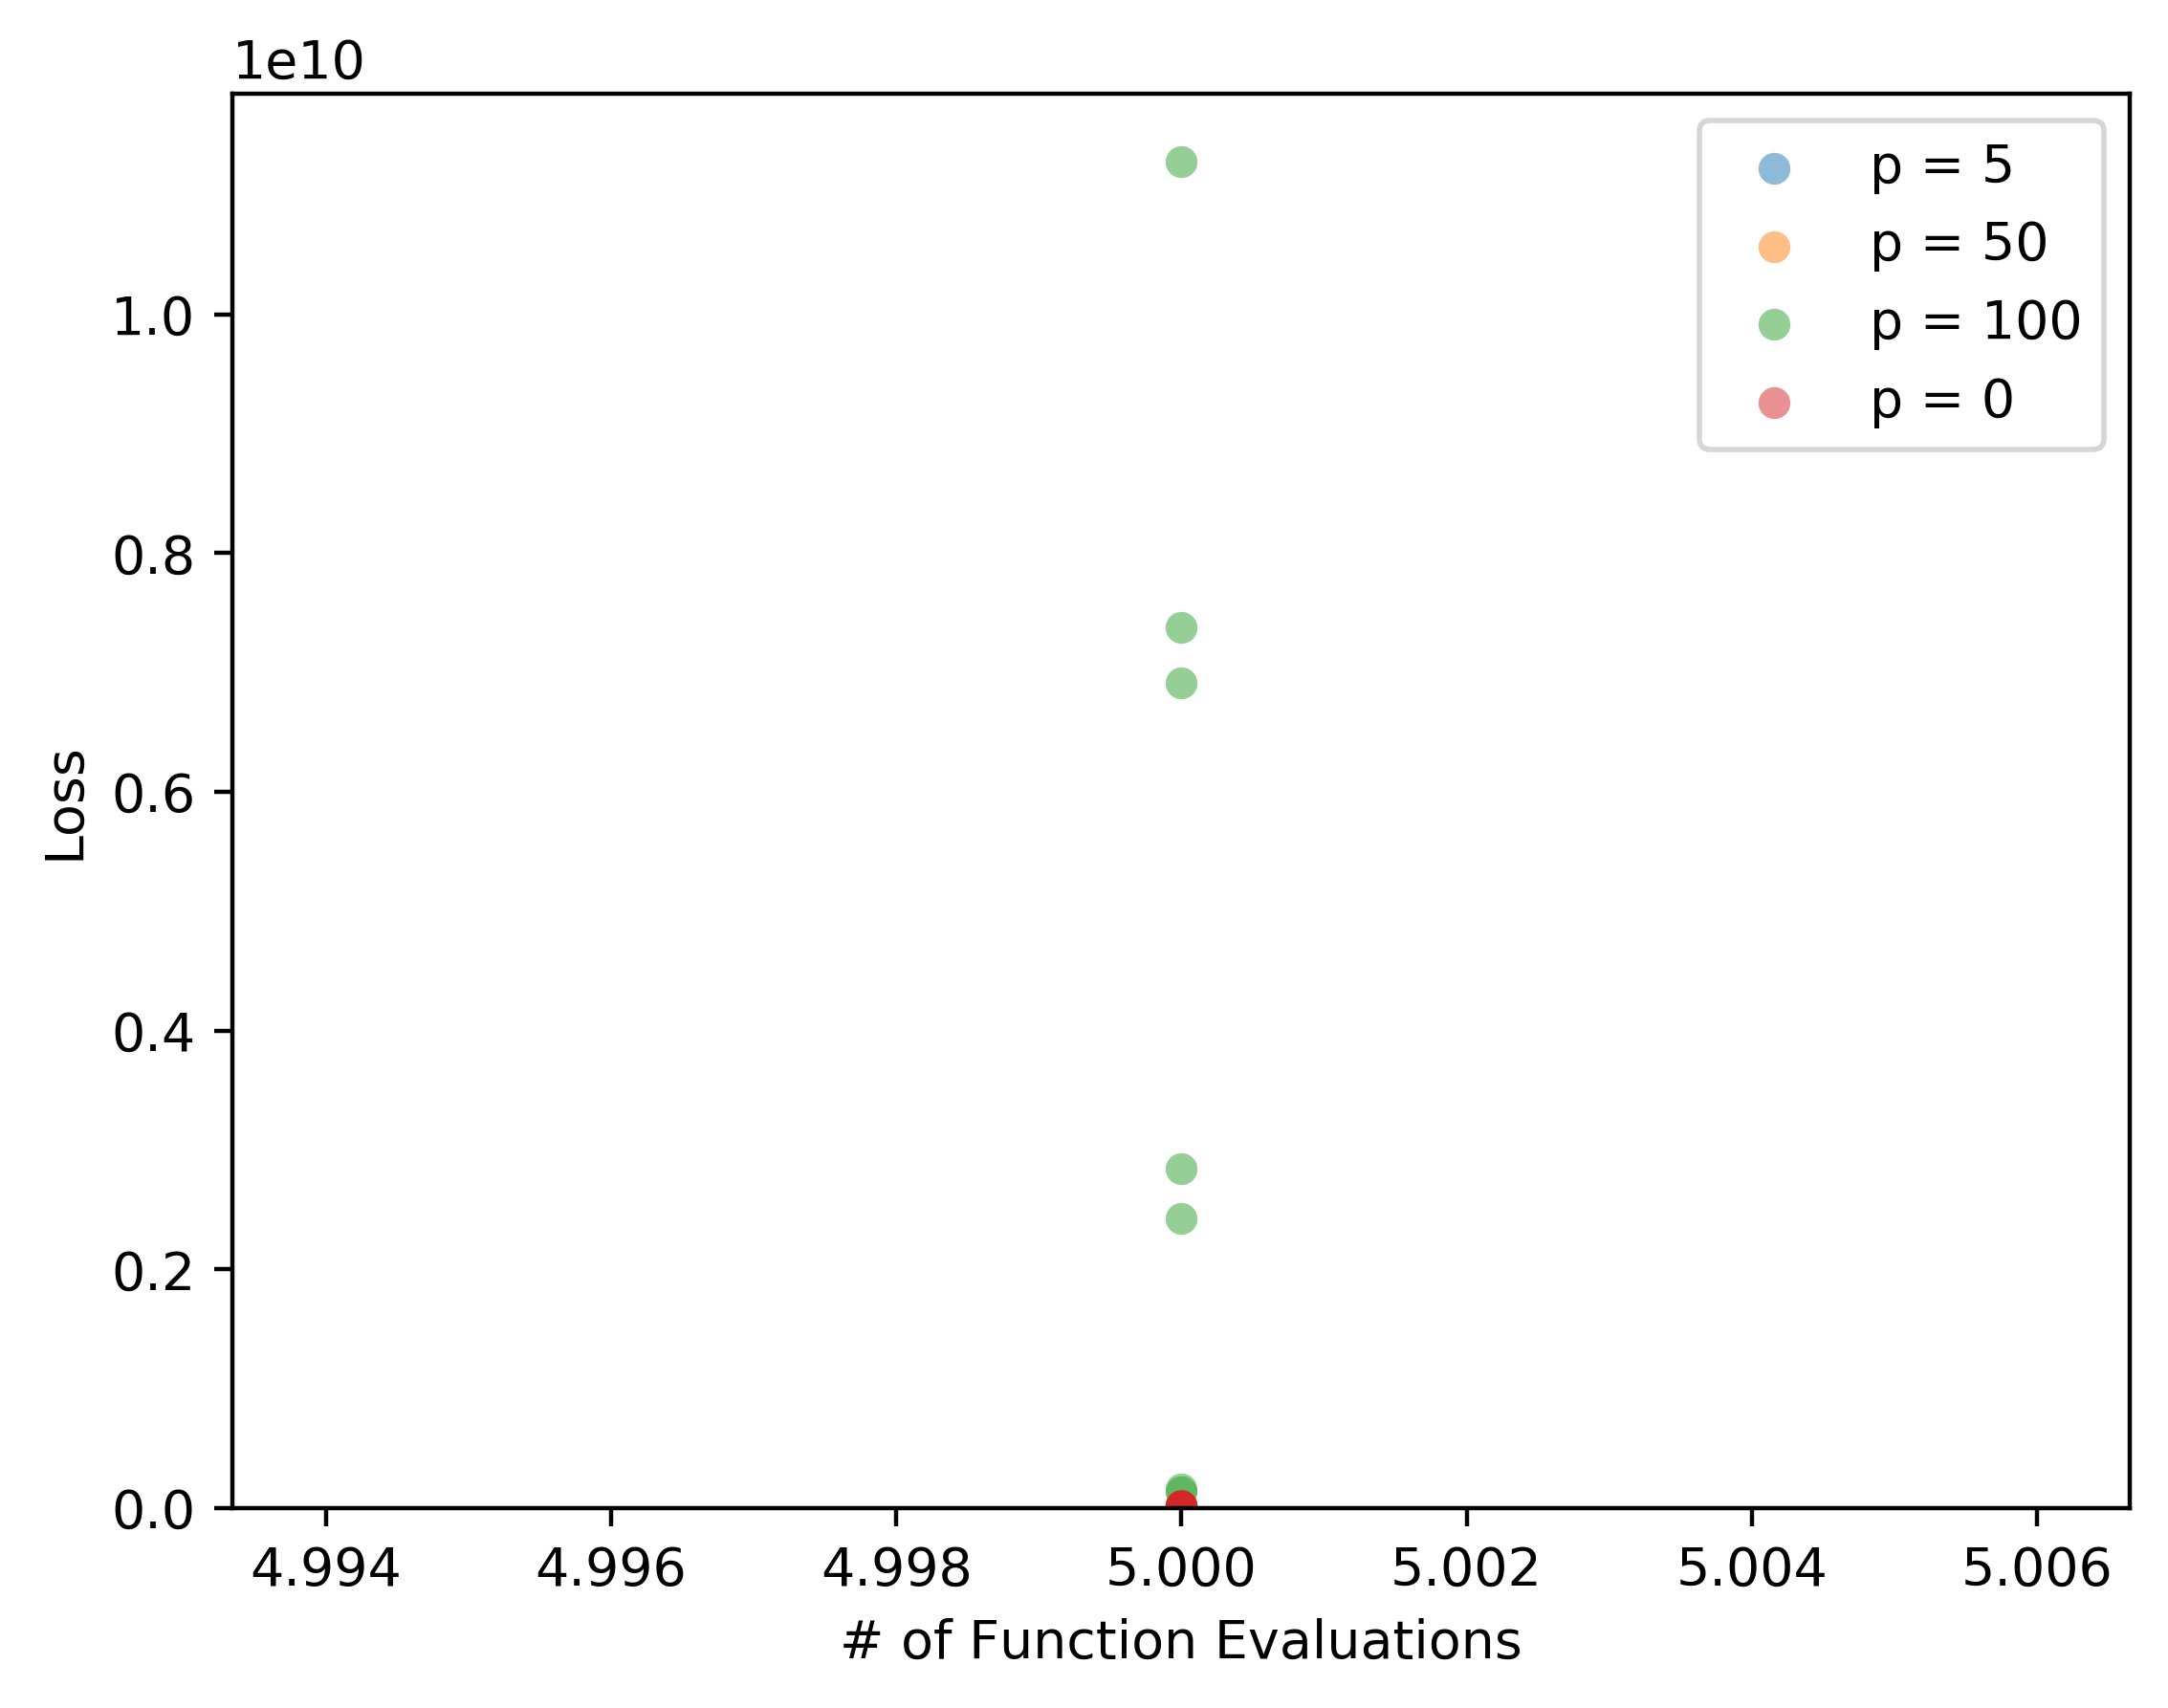 1e10
p = 5
p = 50
p = 100
p = 0
1.0
0.8
0.6
0.4
0.2
0.0
Loss
4.994 4.996 4.998 5.000 5.002 5.004 5.006
# of Function Evaluations